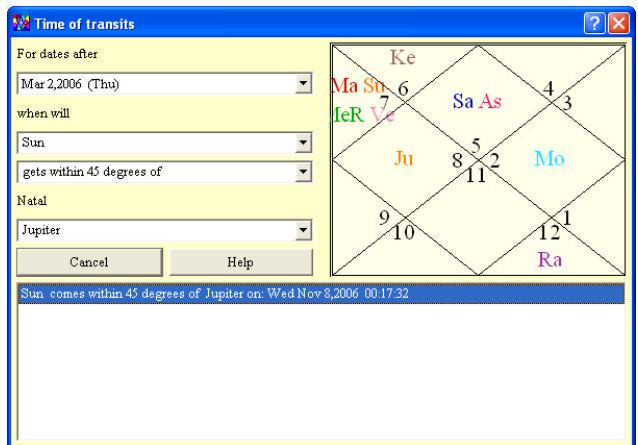 Time of transits
For dates after
Mar 2,2006 (Thu)
when will
Sun
gets within 45 degrees of
Natal
Jupiter
Cancel Help
Ke
Ma Su 6 4
7 Sa As 3
MeR Ve
5
Ju 8 2 Mo
11
9 1
10 12
Ra
Sun comes within 45 degrees of Jupiter on: Wed Nov 8,2006 00:17:32